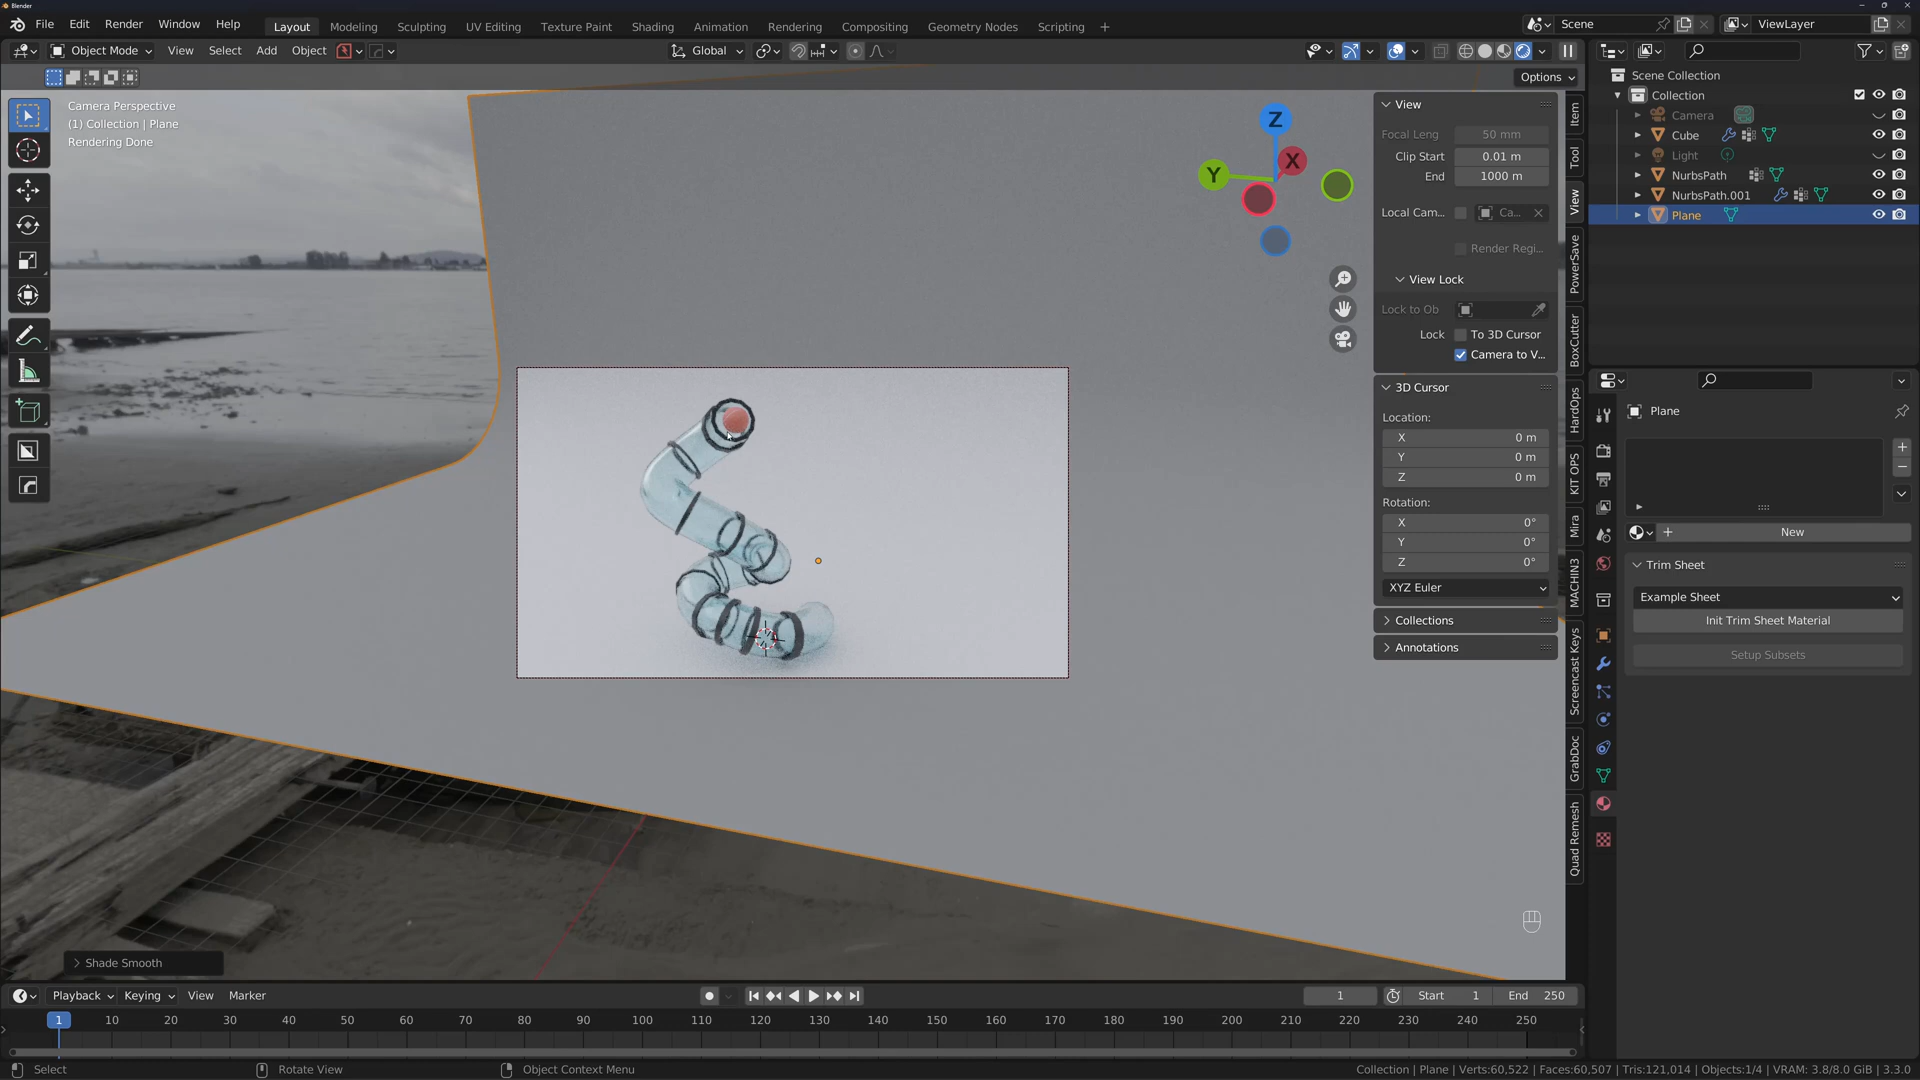 Blender
File Edit Render Window Help Layout Modeling Sculpting UV Editing Texture Paint Shading Animation Rendering Compositing Geometry Nodes Scripting + Scene ViewLayer
Object Mode View Select Add Object Global
Options
Camera Perspective
(1) Collection | Plane
Rendering Done
Z
X
Y
View
Focal Leng 50 mm
Clip Start 0.01 m
End 1000 m
Local Cam... Ca...
Render Regi...
View Lock
Lock to Ob
Lock To 3D Cursor
Camera to V...
3D Cursor
Location:
X 0 m
Y 0 m
Z 0 m
Rotation:
X 0°
Y 0°
Z 0°
XYZ Euler
Collections
Annotations
Item
Tool
View
PowerSave
BoxCutter
HardOps
KIT OPS
Mira
MACHIN3
Screencast Keys
GrabDoc
Quad Remesh
Scene Collection
Collection
Camera
Cube
Light
NurbsPath
NurbsPath.001
Plane
Plane
New
Trim Sheet
Example Sheet
Init Trim Sheet Material
Setup Subsets
Shade Smooth
Playback Keying View Marker 1 Start 1 End 250
1 10 20 30 40 50 60 70 80 90 100 110 120 130 140 150 160 170 180 190 200 210 220 230 240 250
Select Rotate View Object Context Menu Collection | Plane | Verts:60,522 | Faces:60,507 | Tris:121,014 | Objects:1/4 | VRAM: 3.8/8.0 GiB | 3.3.0